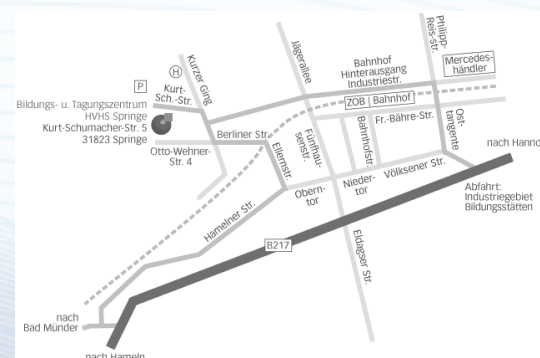 Philipp-
Reis-str.
Jägerallee
Kurzer Ging
Bahnhof
Hinterausgang
Industriestr.
Mercedes-
händler
P
H
Kurt-
Sch.-Str.
Bildungs- u. Tagungszentrum
HVHS Springe
Kurt-Schumacher-Str. 5
31823 Springe
ZOB | Bahnhof
Ost-
tangente
Fr.-Bähre-Str.
Berliner Str.
Fünfhau-
senstr.
Bahnhofstr.
Otto-Wehner-
Str. 4
Ellernstr.
nach Hanno
Völksener Str.
Nieder-
tor
Obern-
tor
Abfahrt:
Industriegebiet
Bildungsstätten
Hamelner Str.
B217
Eldagser Str.
nach
Bad Münder
nach Hameln